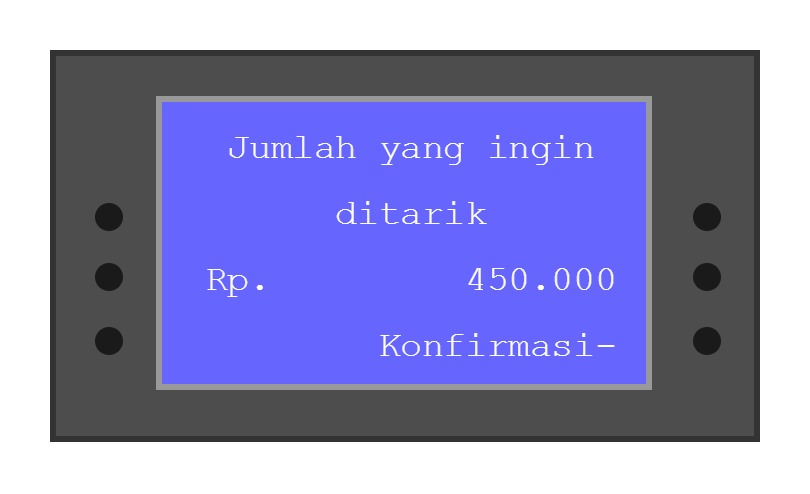 Jumlah yang ingin
ditarik
Rp. 450.000
Konfirmasi-